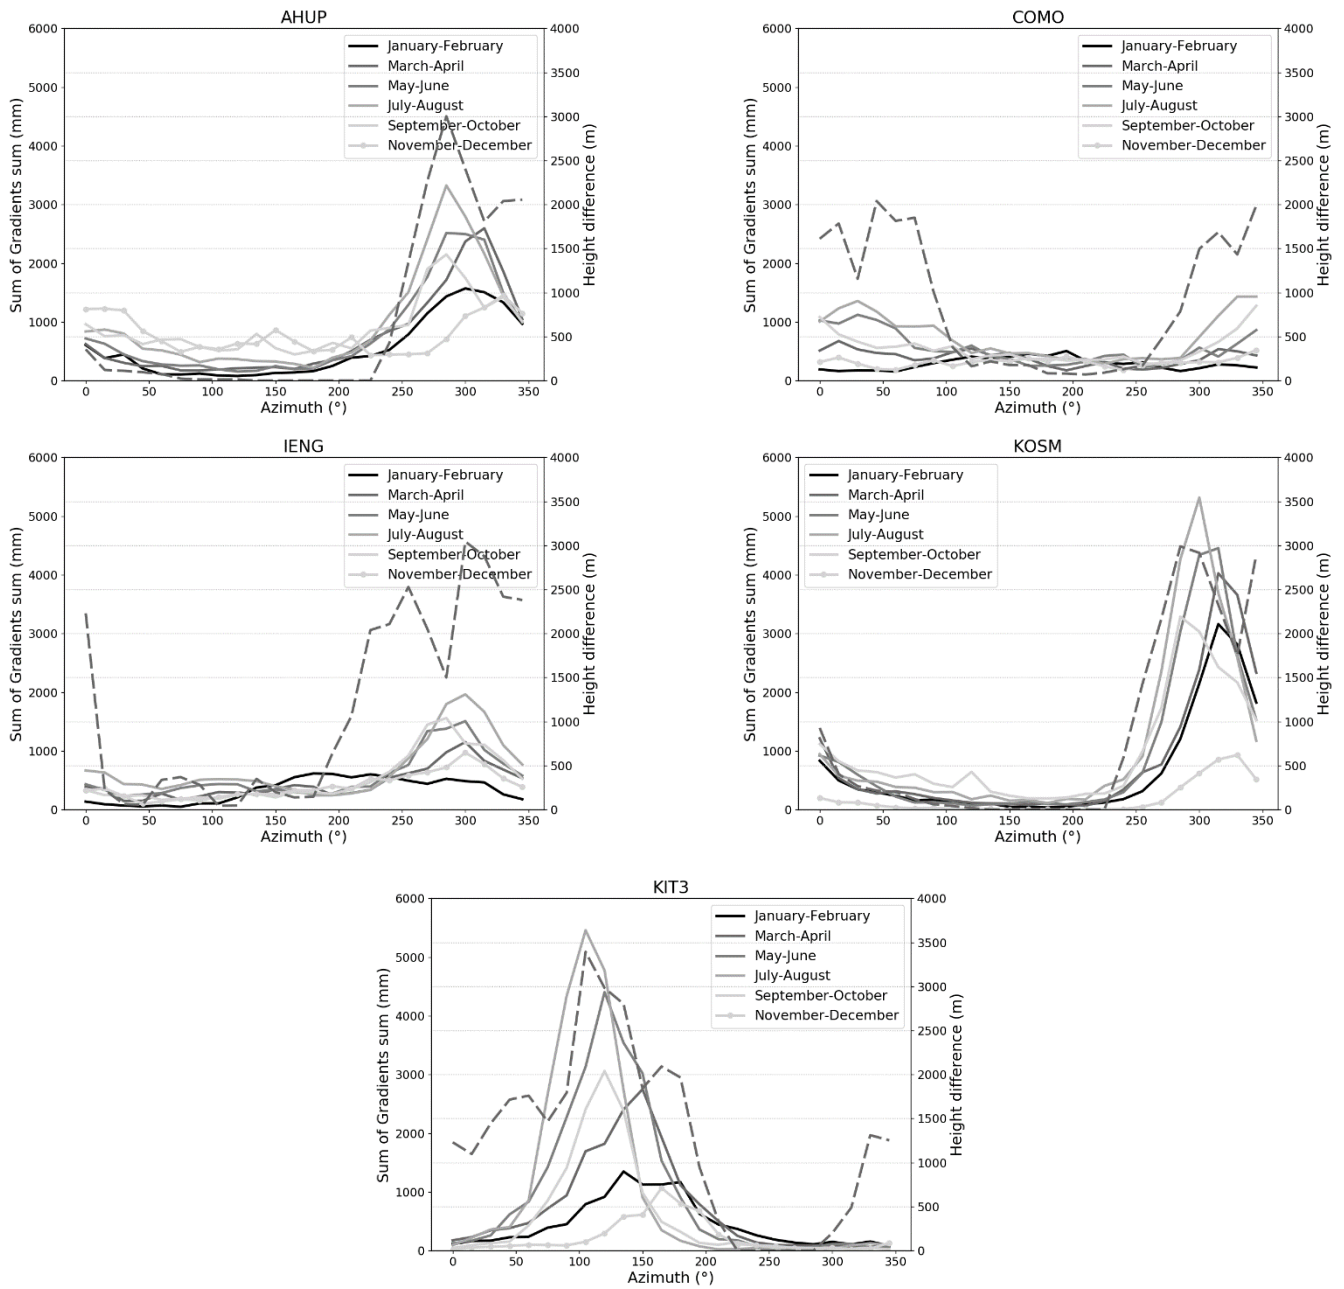 AHUP
6000
5000
4000
3000
2000
1000
0
Sum of Gradients sum (mm)
January-February
March-April
May-June
July-August
September-October
November-December
4000
3500
3000
2500
2000
1500
1000
500
0
Height difference (m)
0 50 100 150 200 250 300 350
Azimuth (°)
COMO
6000
5000
4000
3000
2000
1000
0
Sum of Gradients sum (mm)
January-February
March-April
May-June
July-August
September-October
November-December
4000
3500
3000
2500
2000
1500
1000
500
0
Height difference (m)
0 50 100 150 200 250 300 350
Azimuth (°)
IENG
6000
5000
4000
3000
2000
1000
0
Sum of Gradients sum (mm)
January-February
March-April
May-June
July-August
September-October
November-December
4000
3500
3000
2500
2000
1500
1000
500
0
Height difference (m)
0 50 100 150 200 250 300 350
Azimuth (°)
KOSM
6000
5000
4000
3000
2000
1000
0
Sum of Gradients sum (mm)
January-February
March-April
May-June
July-August
September-October
November-December
4000
3500
3000
2500
2000
1500
1000
500
0
Height difference (m)
0 50 100 150 200 250 300 350
Azimuth (°)
KIT3
6000
5000
4000
3000
2000
1000
0
Sum of Gradients sum (mm)
January-February
March-April
May-June
July-August
September-October
November-December
4000
3500
3000
2500
2000
1500
1000
500
0
Height difference (m)
0 50 100 150 200 250 300 350
Azimuth (°)